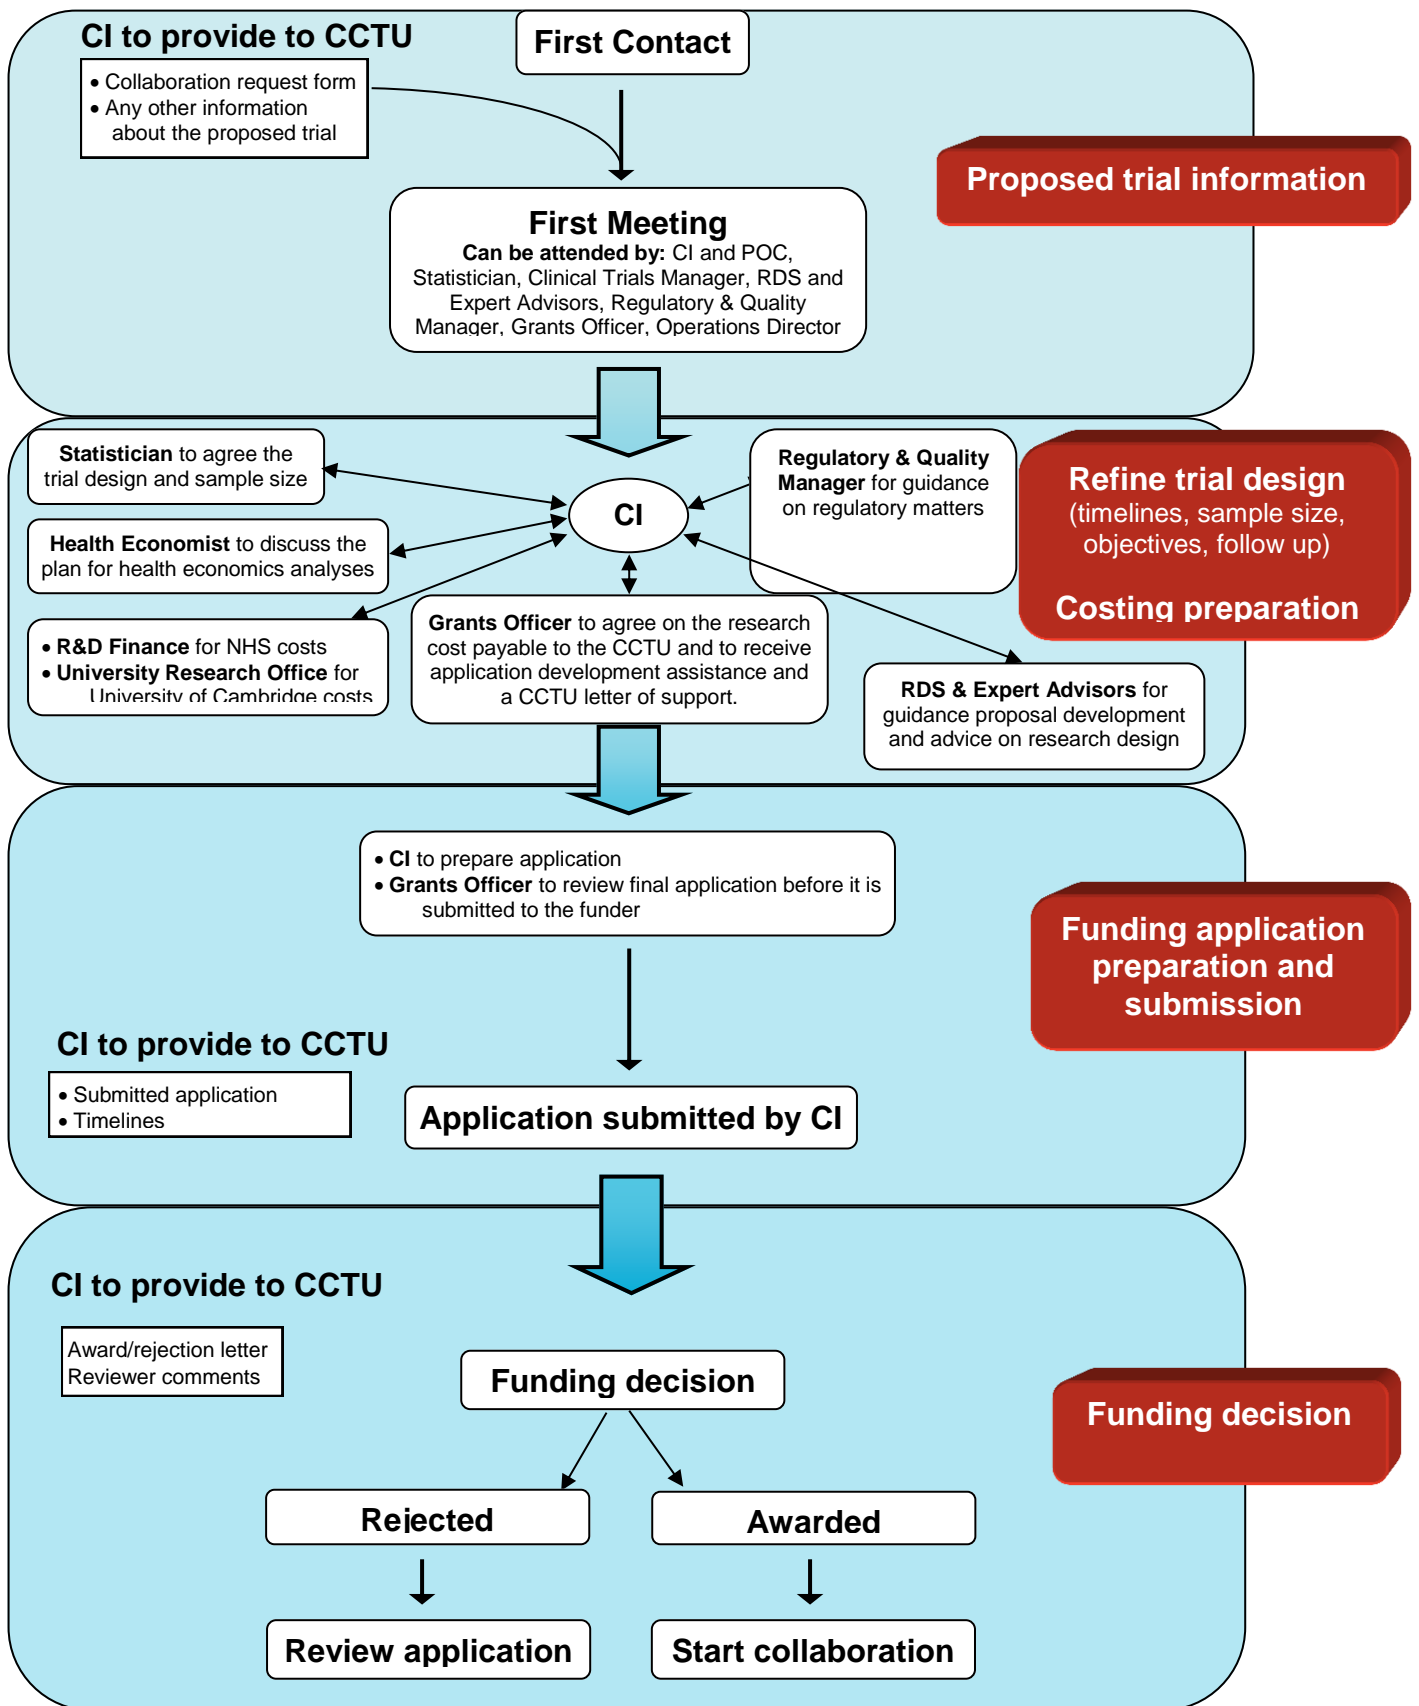 CI to provide to CCTU
First Contact
• Collaboration request form
• Any other information
about the proposed trial
Proposed trial information
First Meeting
Can be attended by: CI and POC,
Statistician, Clinical Trials Manager, RDS and
Expert Advisors, Regulatory & Quality
Manager, Grants Officer, Operations Director
Statistician to agree the
trial design and sample size
Health Economist to discuss the
plan for health economics analyses
• R&D Finance for NHS costs
• University Research Office for
University of Cambridge costs
CI
Grants Officer to agree on the research
cost payable to the CCTU and to receive
application development assistance and
a CCTU letter of support.
Regulatory & Quality
Manager for guidance
on regulatory matters
RDS & Expert Advisors for
guidance proposal development
and advice on research design
Refine trial design
(timelines, sample size,
objectives, follow up)
Costing preparation
• CI to prepare application
• Grants Officer to review final application before it is
submitted to the funder
Funding application
preparation and
submission
CI to provide to CCTU
• Submitted application
• Timelines
Application submitted by CI
CI to provide to CCTU
Award/rejection letter
Reviewer comments
Funding decision
Funding decision
Rejected
Awarded
Review application
Start collaboration